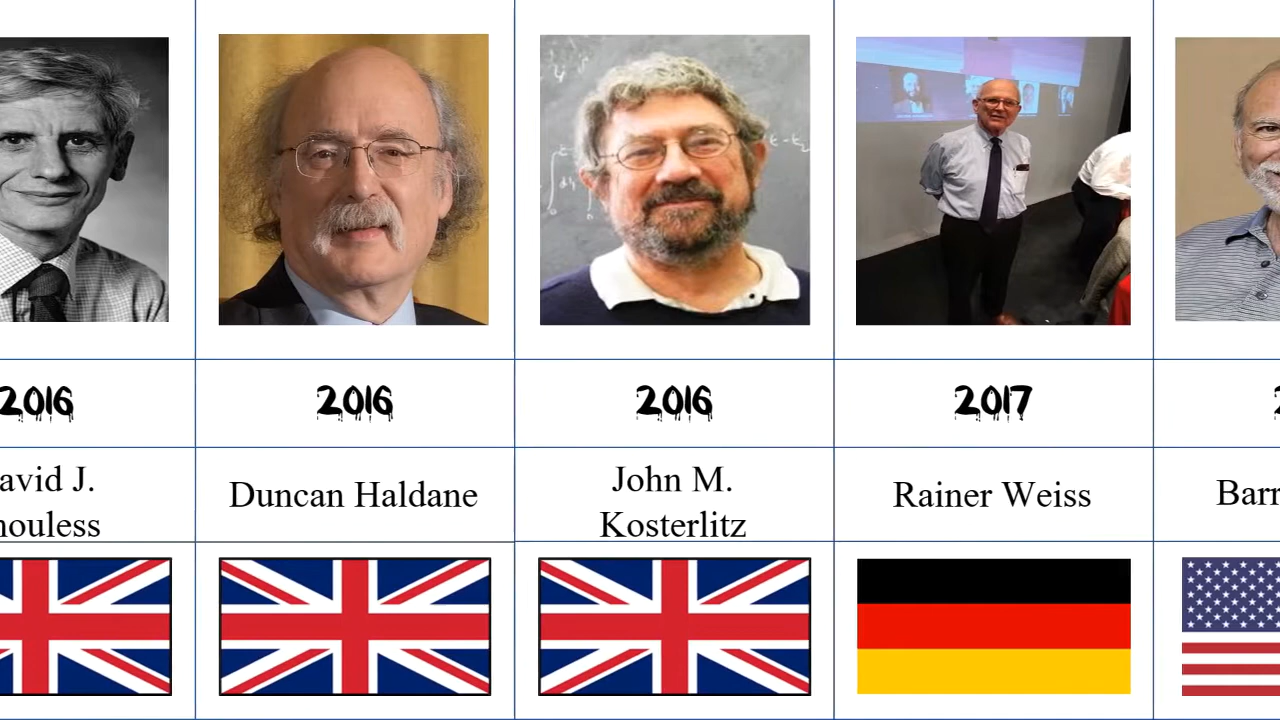 2016
2016
2016
2017
avid J.
houless
Duncan Haldane
John M.
Kosterlitz
Rainer Weiss
Barr